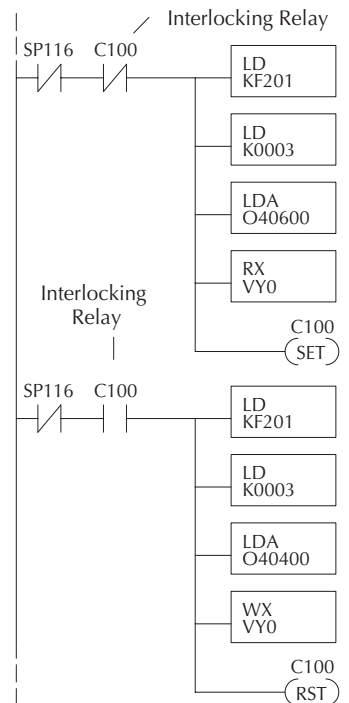 Interlocking Relay
SP116 C100
LD
KF201
LD
K0003
LDA
O40600
RX
VY0
C100
SET
Interlocking
Relay
SP116 C100
LD
KF201
LD
K0003
LDA
O40400
WX
VY0
C100
RST